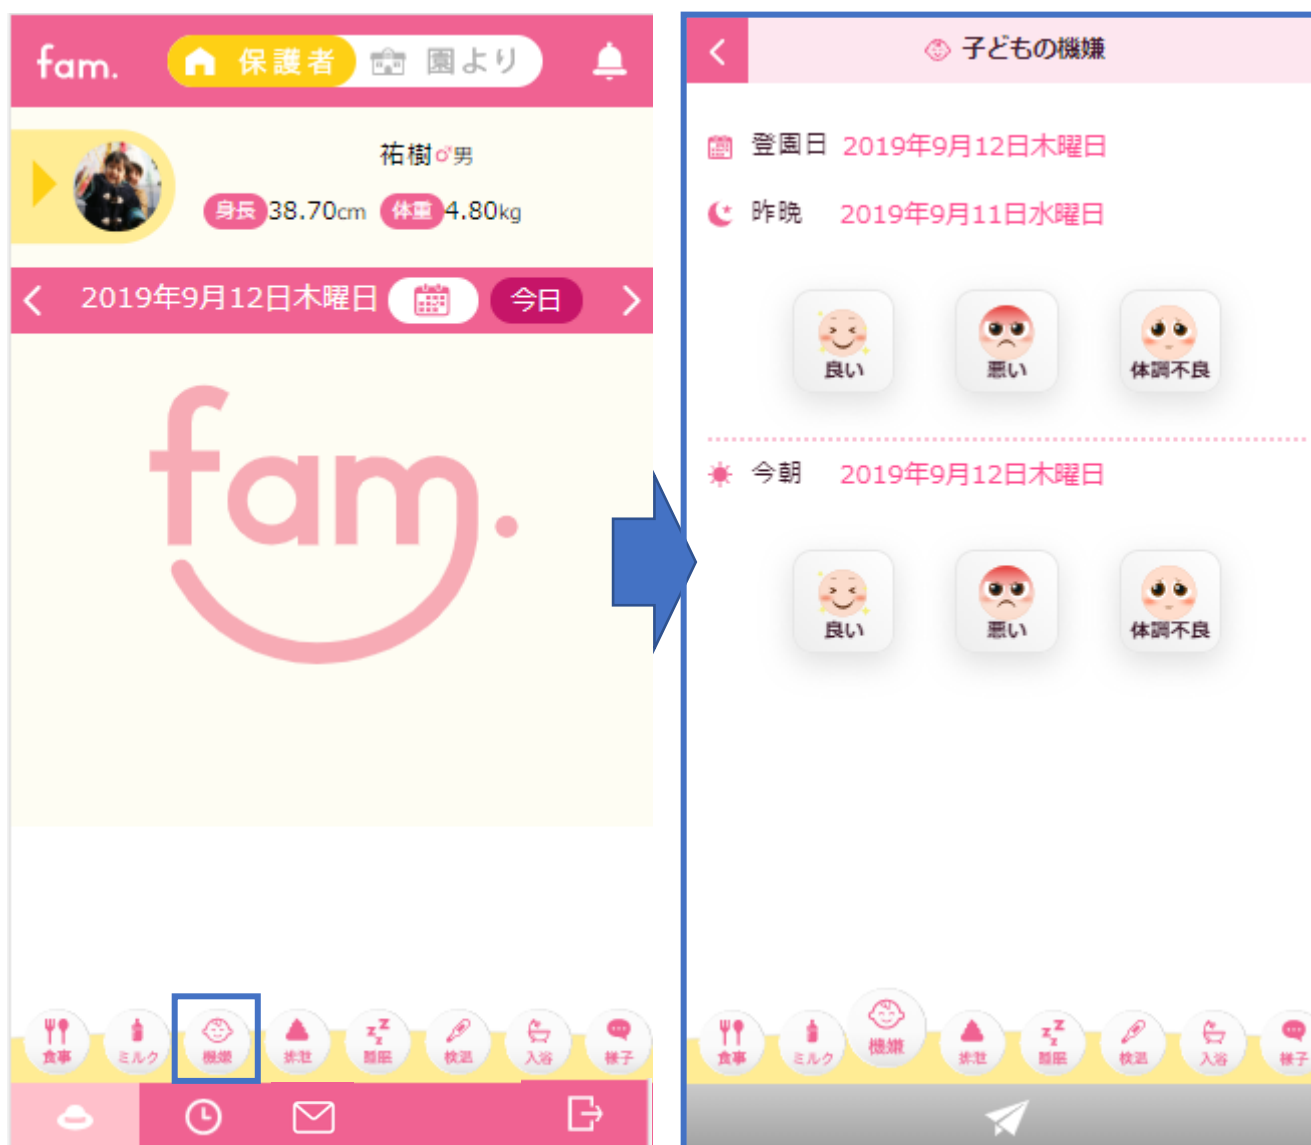 fam.
保護者
園より
祐樹♂男
身長 38.70cm 体重 4.80kg
2019年9月12日木曜日
今日
fam.
食事
ミルク
機嫌
排泄
睡眠
検温
入浴
様子
子どもの機嫌
登園日 2019年9月12日木曜日
昨晩 2019年9月11日水曜日
良い
悪い
体調不良
今朝 2019年9月12日木曜日
良い
悪い
体調不良
食事
ミルク
機嫌
排泄
睡眠
検温
入浴
様子